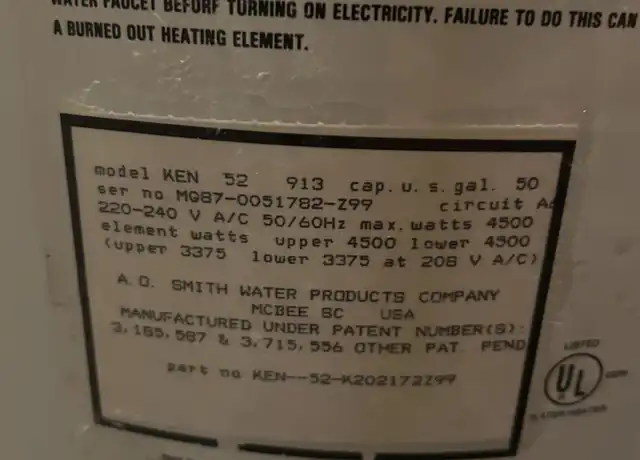 WATER FAUCET BEFORE TURNING ON ELECTRICITY. FAILURE TO DO THIS CAN
A BURNED OUT HEATING ELEMENT.
model KEN 52 913 cap. u. s. gal. 50
ser no MQ87-0051782-Z99 circuit A
220-240 V A/C 50/60Hz max. watts 4500
element watts upper 4500 lower 4500
(upper 3375 lower 3375 at 208 V A/C)
A. O. SMITH WATER PRODUCTS COMPANY
MCBEE SC USA
MANUFACTURED UNDER PATENT NUMBER(S):
3,185,587 & 3,715,556 OTHER PAT. PEND
part no KEN--52-K202172Z99
LISTED
UL